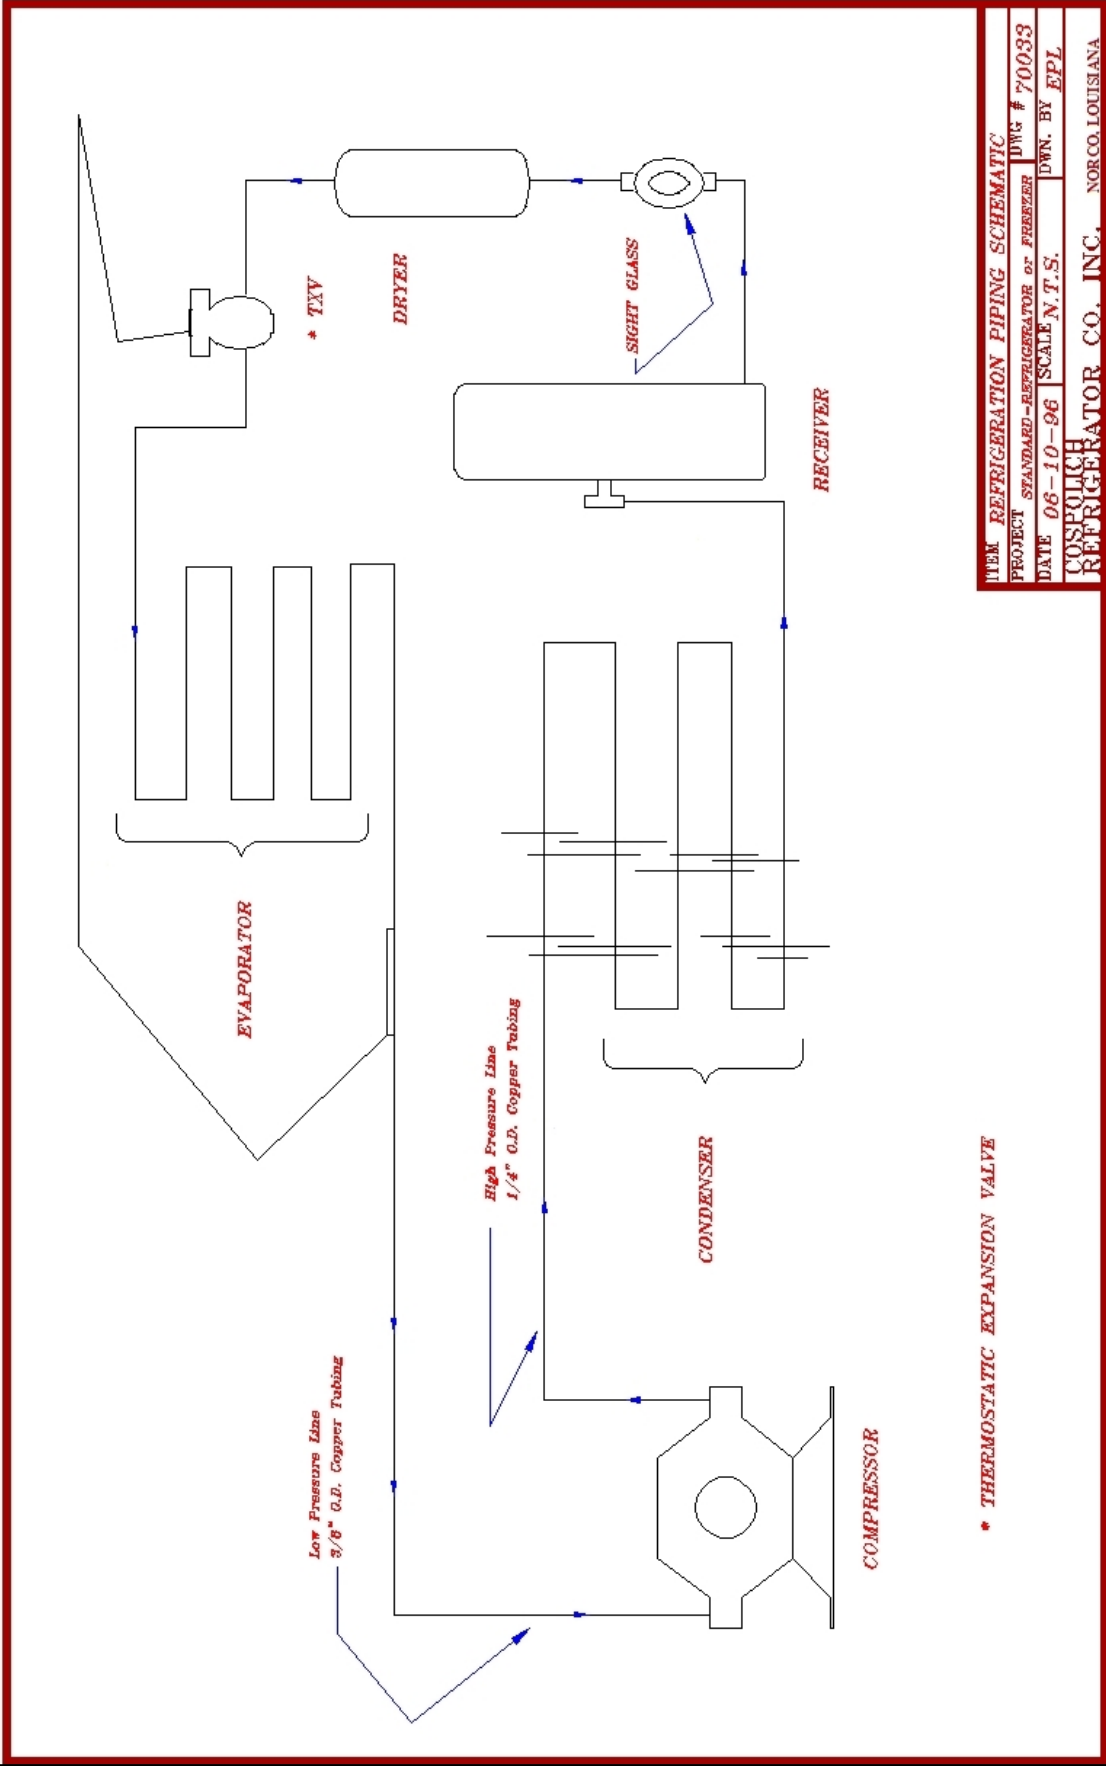 * TXV
DRYER
SIGHT GLASS
RECEIVER
EVAPORATOR
High Pressure Line
1/4" O.D. Copper Tubing
CONDENSER
Low Pressure Line
3/8" O.D. Copper Tubing
COMPRESSOR
* THERMOSTATIC EXPANSION VALVE
ITEM REFRIGERATION PIPING SCHEMATIC
PROJECT STANDARD-REFRIGERATOR or FREEZER DWG # 70033
DATE 06-10-96 SCALE N.T.S. DWN. BY EPL
COSPOLICH
REFRIGERATOR CO. INC. NORCO, LOUISIANA